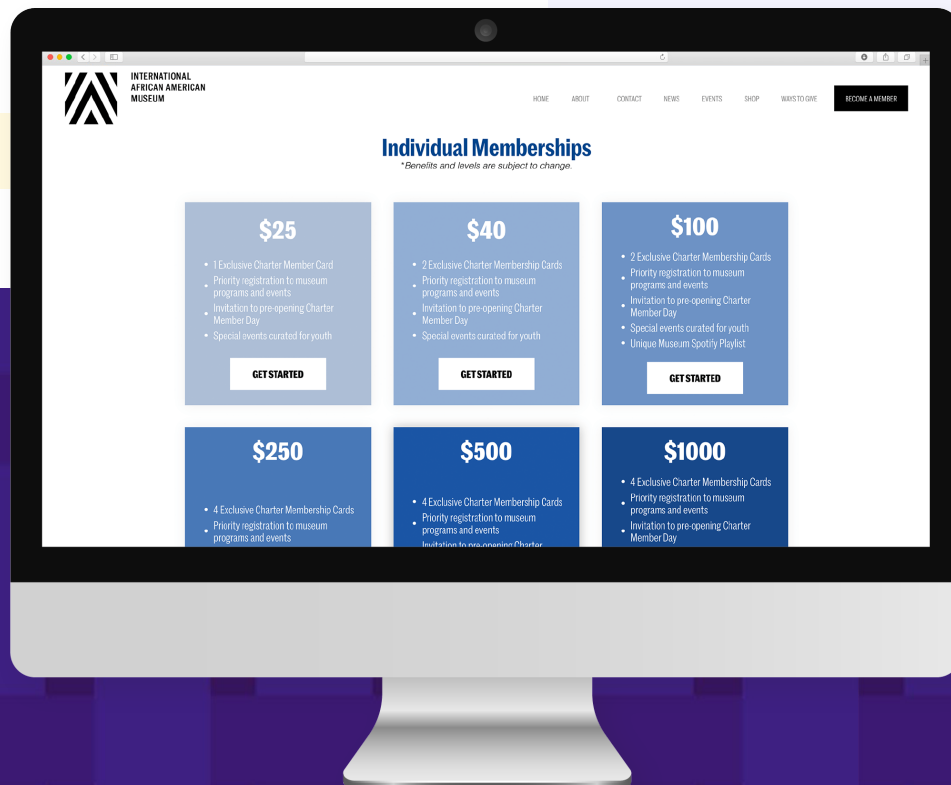 INTERNATIONAL
AFRICAN AMERICAN
MUSEUM
HOME ABOUT CONTACT NEWS EVENTS SHOP WAYS TO GIVE BECOME A MEMBER
Individual Memberships
*Benefits and levels are subject to change.
$25
• 1 Exclusive Charter Member Card
• Priority registration to museum
programs and events
• Invitation to pre-opening Charter
Member Day
• Special events curated for youth
GET STARTED
$40
• 2 Exclusive Charter Membership Cards
• Priority registration to museum
programs and events
• Invitation to pre-opening Charter
Member Day
• Special events curated for youth
GET STARTED
$100
• 2 Exclusive Charter Membership Cards
• Priority registration to museum
programs and events
• Invitation to pre-opening Charter
Member Day
• Special events curated for youth
• Unique Museum Spotify Playlist
GET STARTED
$250
• 4 Exclusive Charter Membership Cards
• Priority registration to museum
programs and events
$500
• 4 Exclusive Charter Membership Cards
• Priority registration to museum
programs and events
Invitation to pre-opening Charter
$1000
• 4 Exclusive Charter Membership Cards
• Priority registration to museum
programs and events
• Invitation to pre-opening Charter
Member Day